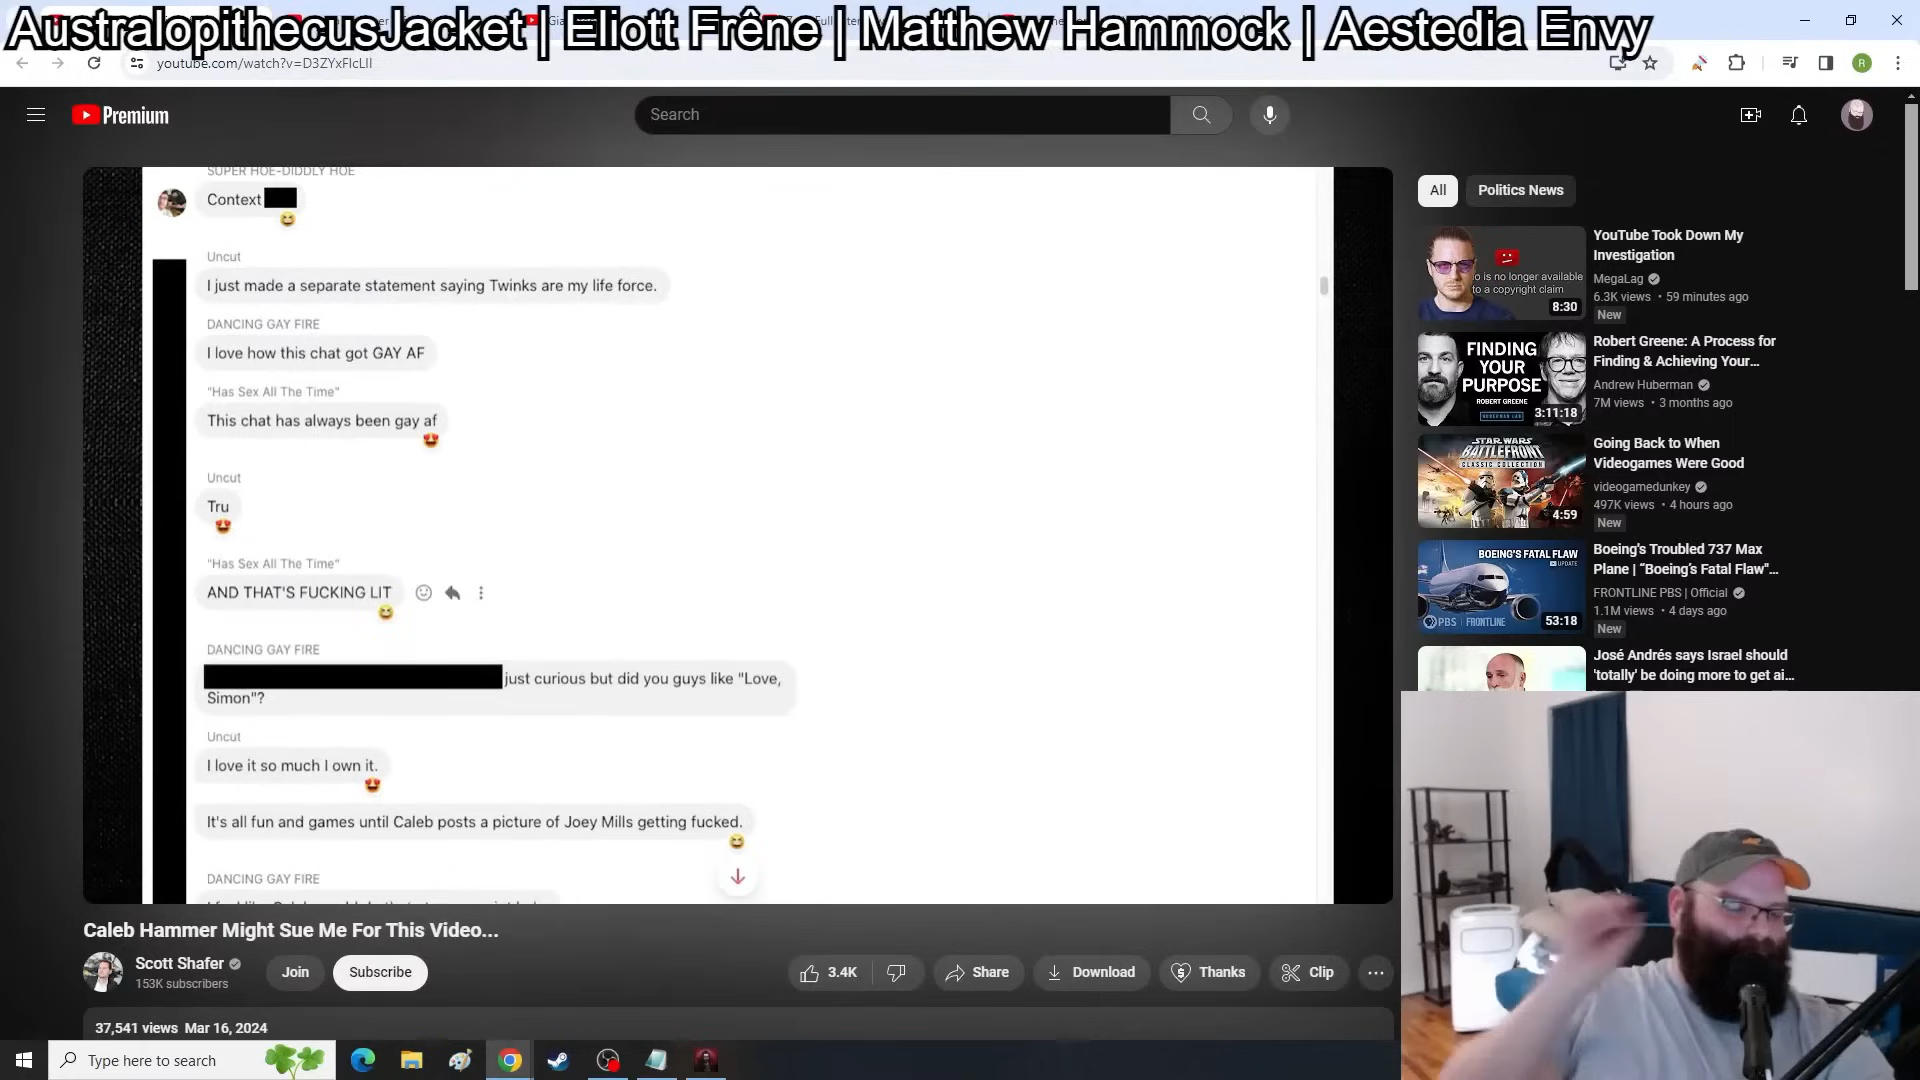 AustralopithecusJacket | Eliott Frêne | Matthew Hammock | Aestedia Envy
youtube.com/watch?v=D3ZYxFlcLII
R
Premium
Search
SUPER HOE-DIDDLY HOE
Context
Uncut
I just made a separate statement saying Twinks are my life force.
DANCING GAY FIRE
I love how this chat got GAY AF
"Has Sex All The Time"
This chat has always been gay af
Uncut
Tru
"Has Sex All The Time"
AND THAT'S FUCKING LIT
DANCING GAY FIRE
just curious but did you guys like "Love,
Simon"?
Uncut
I love it so much I own it.
It's all fun and games until Caleb posts a picture of Joey Mills getting fucked.
DANCING GAY FIRE
Caleb Hammer Might Sue Me For This Video...
Scott Shafer
153K subscribers
Join
Subscribe
3.4K
Share
Download
Thanks
Clip
37,541 views Mar 16, 2024
All
Politics News
is no longer available
to a copyright claim
8:30
YouTube Took Down My
Investigation
MegaLag
6.3K views • 59 minutes ago
New
FINDING
YOUR
PURPOSE
ROBERT GREENE
3:11:18
Robert Greene: A Process for
Finding & Achieving Your...
Andrew Huberman
7M views • 3 months ago
STAR WARS
BATTLEFRONT
CLASSIC COLLECTION
4:59
Going Back to When
Videogames Were Good
videogamedunkey
497K views • 4 hours ago
New
BOEING'S FATAL FLAW
UPDATE
PBS | FRONTLINE
53:18
Boeing's Troubled 737 Max
Plane | “Boeing’s Fatal Flaw”...
FRONTLINE PBS | Official
1.1M views • 4 days ago
New
José Andrés says Israel should
'totally' be doing more to get ai...
Type here to search